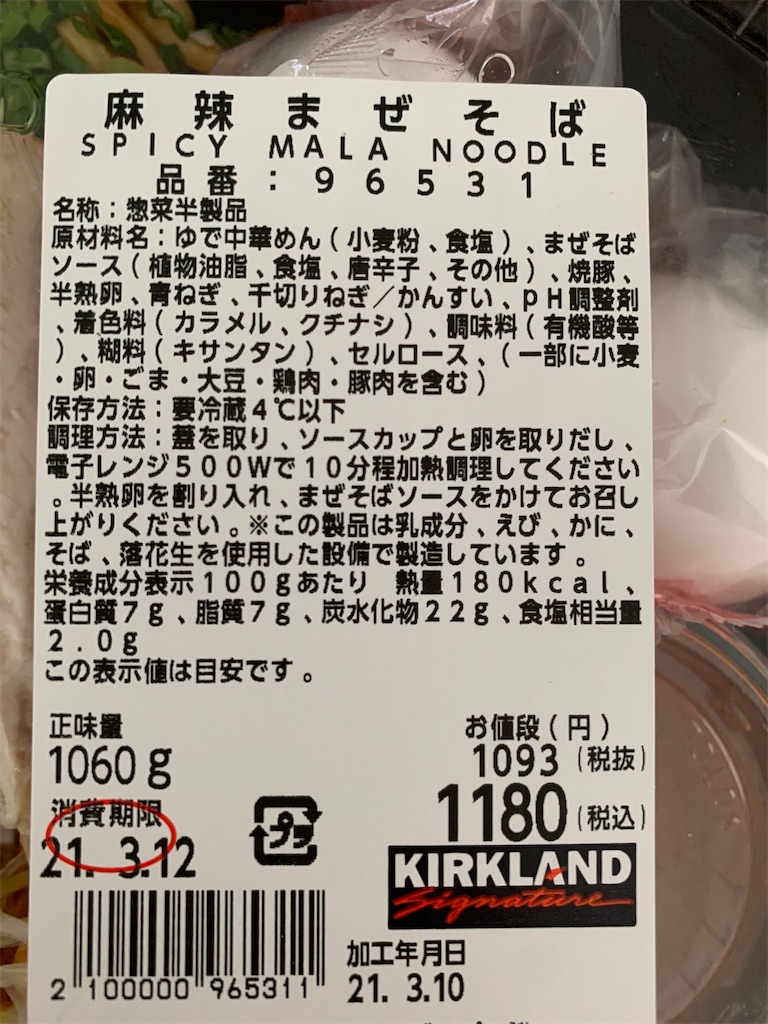 麻辣まぜそば
SPICY MALA NOODLE
品番：96531
名称：惣菜半製品
原材料名：ゆで中華めん（小麦粉、食塩）、まぜそば
ソース（植物油脂、食塩、唐辛子、その他）、焼豚、
半熟卵、青ねぎ、千切りねぎ／かんすい、ｐＨ調整剤
、着色料（カラメル、クチナシ）、調味料（有機酸等
）、糊料（キサンタン）、セルロース、（一部に小麦
・卵・ごま・大豆・鶏肉・豚肉を含む）
保存方法：要冷蔵４℃以下
調理方法：蓋を取り、ソースカップと卵を取りだし、
電子レンジ５００Ｗで１０分程加熱調理してください
。半熟卵を割り入れ、まぜそばソースをかけてお召し
上がりください。※この製品は乳成分、えび、かに、
そば、落花生を使用した設備で製造しています。
栄養成分表示１００ｇあたり　熱量１８０ｋｃａｌ、
蛋白質７ｇ、脂質７ｇ、炭水化物２２ｇ、食塩相当量
２．０ｇ
この表示値は目安です。
正味量
1060g
お値段（円）
1093（税抜）
1180（税込）
消費期限
21. 3.12
プラ
KIRKLAND
Signature
2 100000 965311
加工年月日
21. 3.10